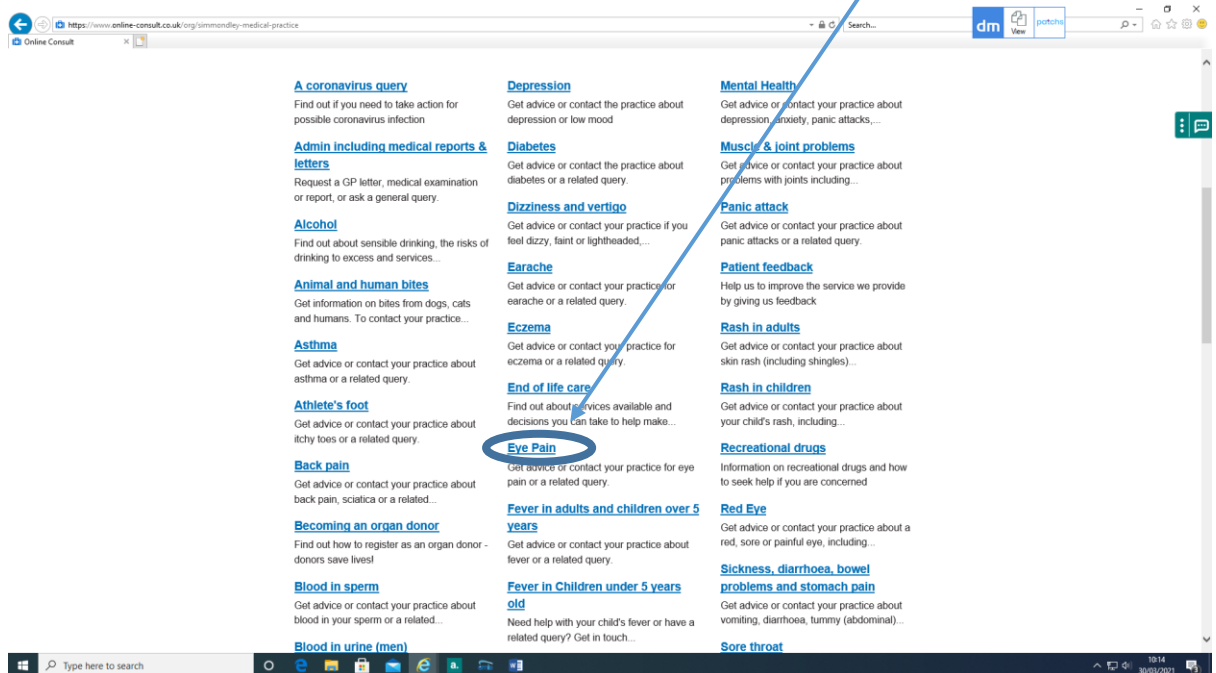 https://www.online-consult.co.uk/org/simmondley-medical-practice
Search...
dm
View
potchs
Online Consult
A coronavirus query
Find out if you need to take action for
possible coronavirus infection
Admin including medical reports &
letters
Request a GP letter, medical examination
or report, or ask a general query.
Alcohol
Find out about sensible drinking, the risks of
drinking to excess and services...
Animal and human bites
Get information on bites from dogs, cats
and humans. To contact your practice...
Asthma
Get advice or contact your practice about
asthma or a related query.
Athlete's foot
Get advice or contact your practice about
itchy toes or a related query.
Back pain
Get advice or contact your practice about
back pain, sciatica or a related...
Becoming an organ donor
Find out how to register as an organ donor -
donors save lives!
Blood in sperm
Get advice or contact your practice about
blood in your sperm or a related...
Blood in urine (men)
Depression
Get advice or contact the practice about
depression or low mood
Diabetes
Get advice or contact the practice about
diabetes or a related query.
Dizziness and vertigo
Get advice or contact your practice if you
feel dizzy, faint or lightheaded,...
Earache
Get advice or contact your practice for
earache or a related query.
Eczema
Get advice or contact your practice for
eczema or a related query.
End of life care
Find out about services available and
decisions you can take to help make...
Eye Pain
Get advice or contact your practice for eye
pain or a related query.
Fever in adults and children over 5
years
Get advice or contact your practice about
fever or a related query.
Fever in Children under 5 years
old
Need help with your child's fever or have a
related query? Get in touch...
Mental Health
Get advice or contact your practice about
depression, anxiety, panic attacks,...
Muscle & joint problems
Get advice or contact your practice about
problems with joints including...
Panic attack
Get advice or contact your practice about
panic attacks or a related query.
Patient feedback
Help us to improve the service we provide
by giving us feedback
Rash in adults
Get advice or contact your practice about
skin rash (including shingles)...
Rash in children
Get advice or contact your practice about
your child's rash, including...
Recreational drugs
Information on recreational drugs and how
to seek help if you are concerned
Red Eye
Get advice or contact your practice about a
red, sore or painful eye, including...
Sickness, diarrhoea, bowel
problems and stomach pain
Get advice or contact your practice about
vomiting, diarrhoea, tummy (abdominal)...
Sore throat
Type here to search
a.
10:14
30/03/2021